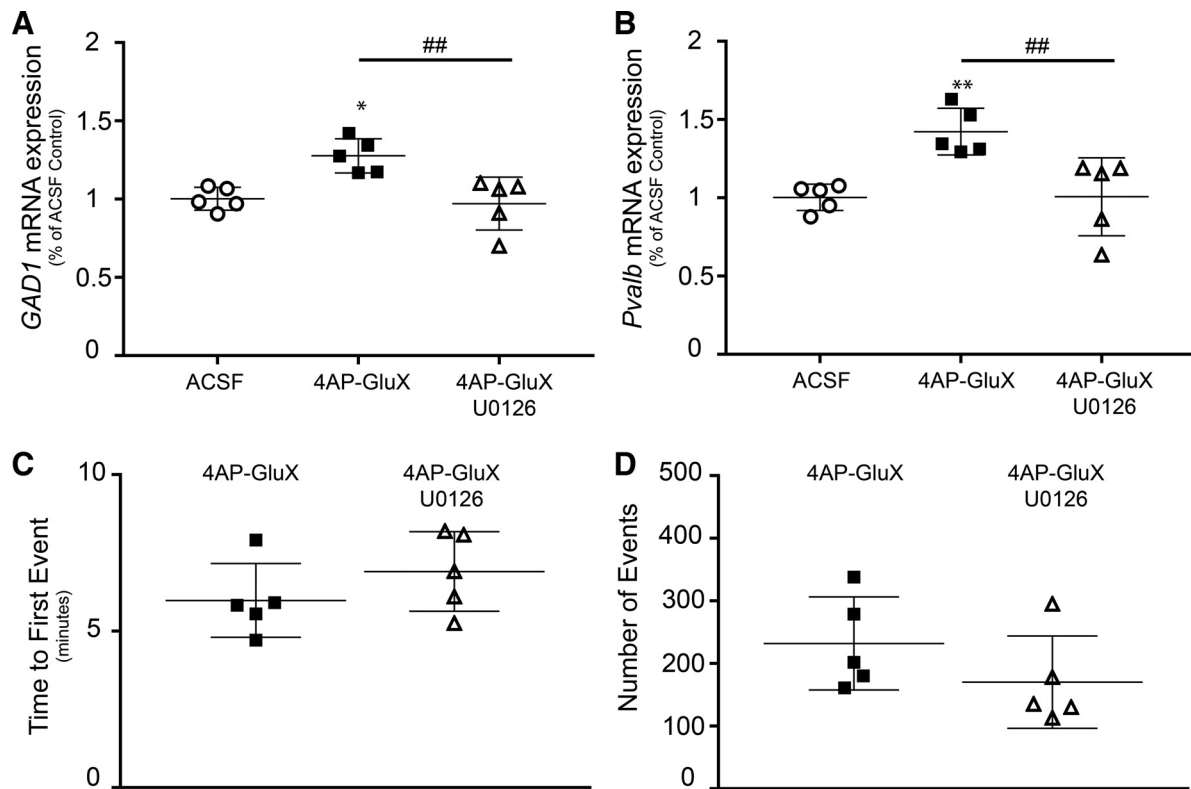 A
GAD1 mRNA expression
(% of ACSF Control)
2
1.5
1
0.5
0
##
*
ACSF
4AP-GluX
4AP-GluX
U0126
B
Pvalb mRNA expression
(% of ACSF Control)
2
1.5
1
0.5
0
##
**
ACSF
4AP-GluX
4AP-GluX
U0126
C
Time to First Event
(minutes)
10
5
0
4AP-GluX
4AP-GluX
U0126
D
Number of Events
500
400
300
200
100
0
4AP-GluX
4AP-GluX
U0126